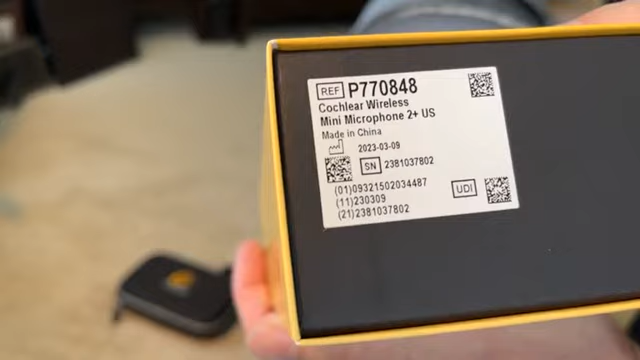 REF P770848
Cochlear Wireless
Mini Microphone 2+ US
Made in China
2023-03-09
SN 2381037802
(01)09321502034487
(11)230309
(21)2381037802
UDI